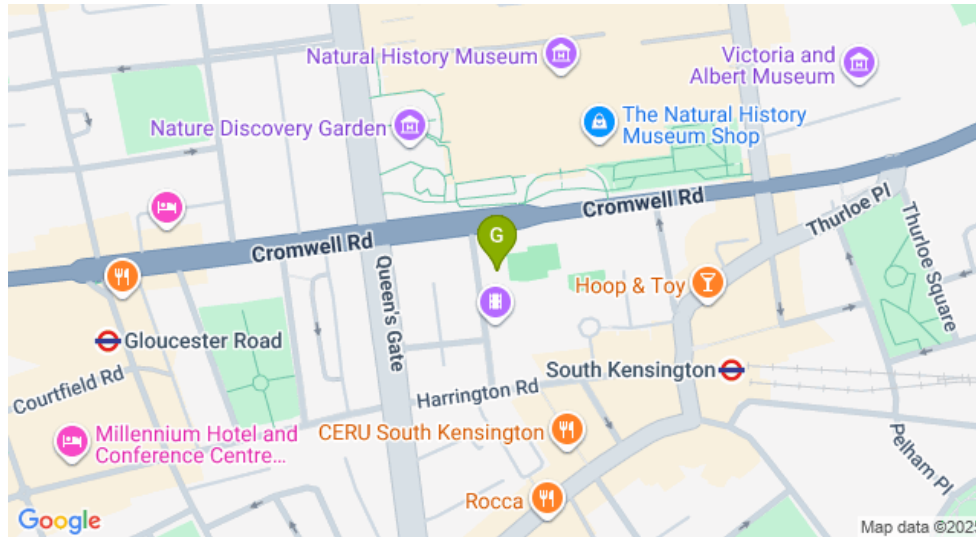 Natural History Museum
Victoria and
Albert Museum
Nature Discovery Garden
The Natural History
Museum Shop
Cromwell Rd
Cromwell Rd
Thurloe Pl
Thurloe Square
G
Queen's Gate
Hoop & Toy
Gloucester Road
South Kensington
Courtfield Rd
Harrington Rd
Millennium Hotel and
Conference Centre...
CERU South Kensington
Pelham Pl
Rocca
Google
Map data ©2025